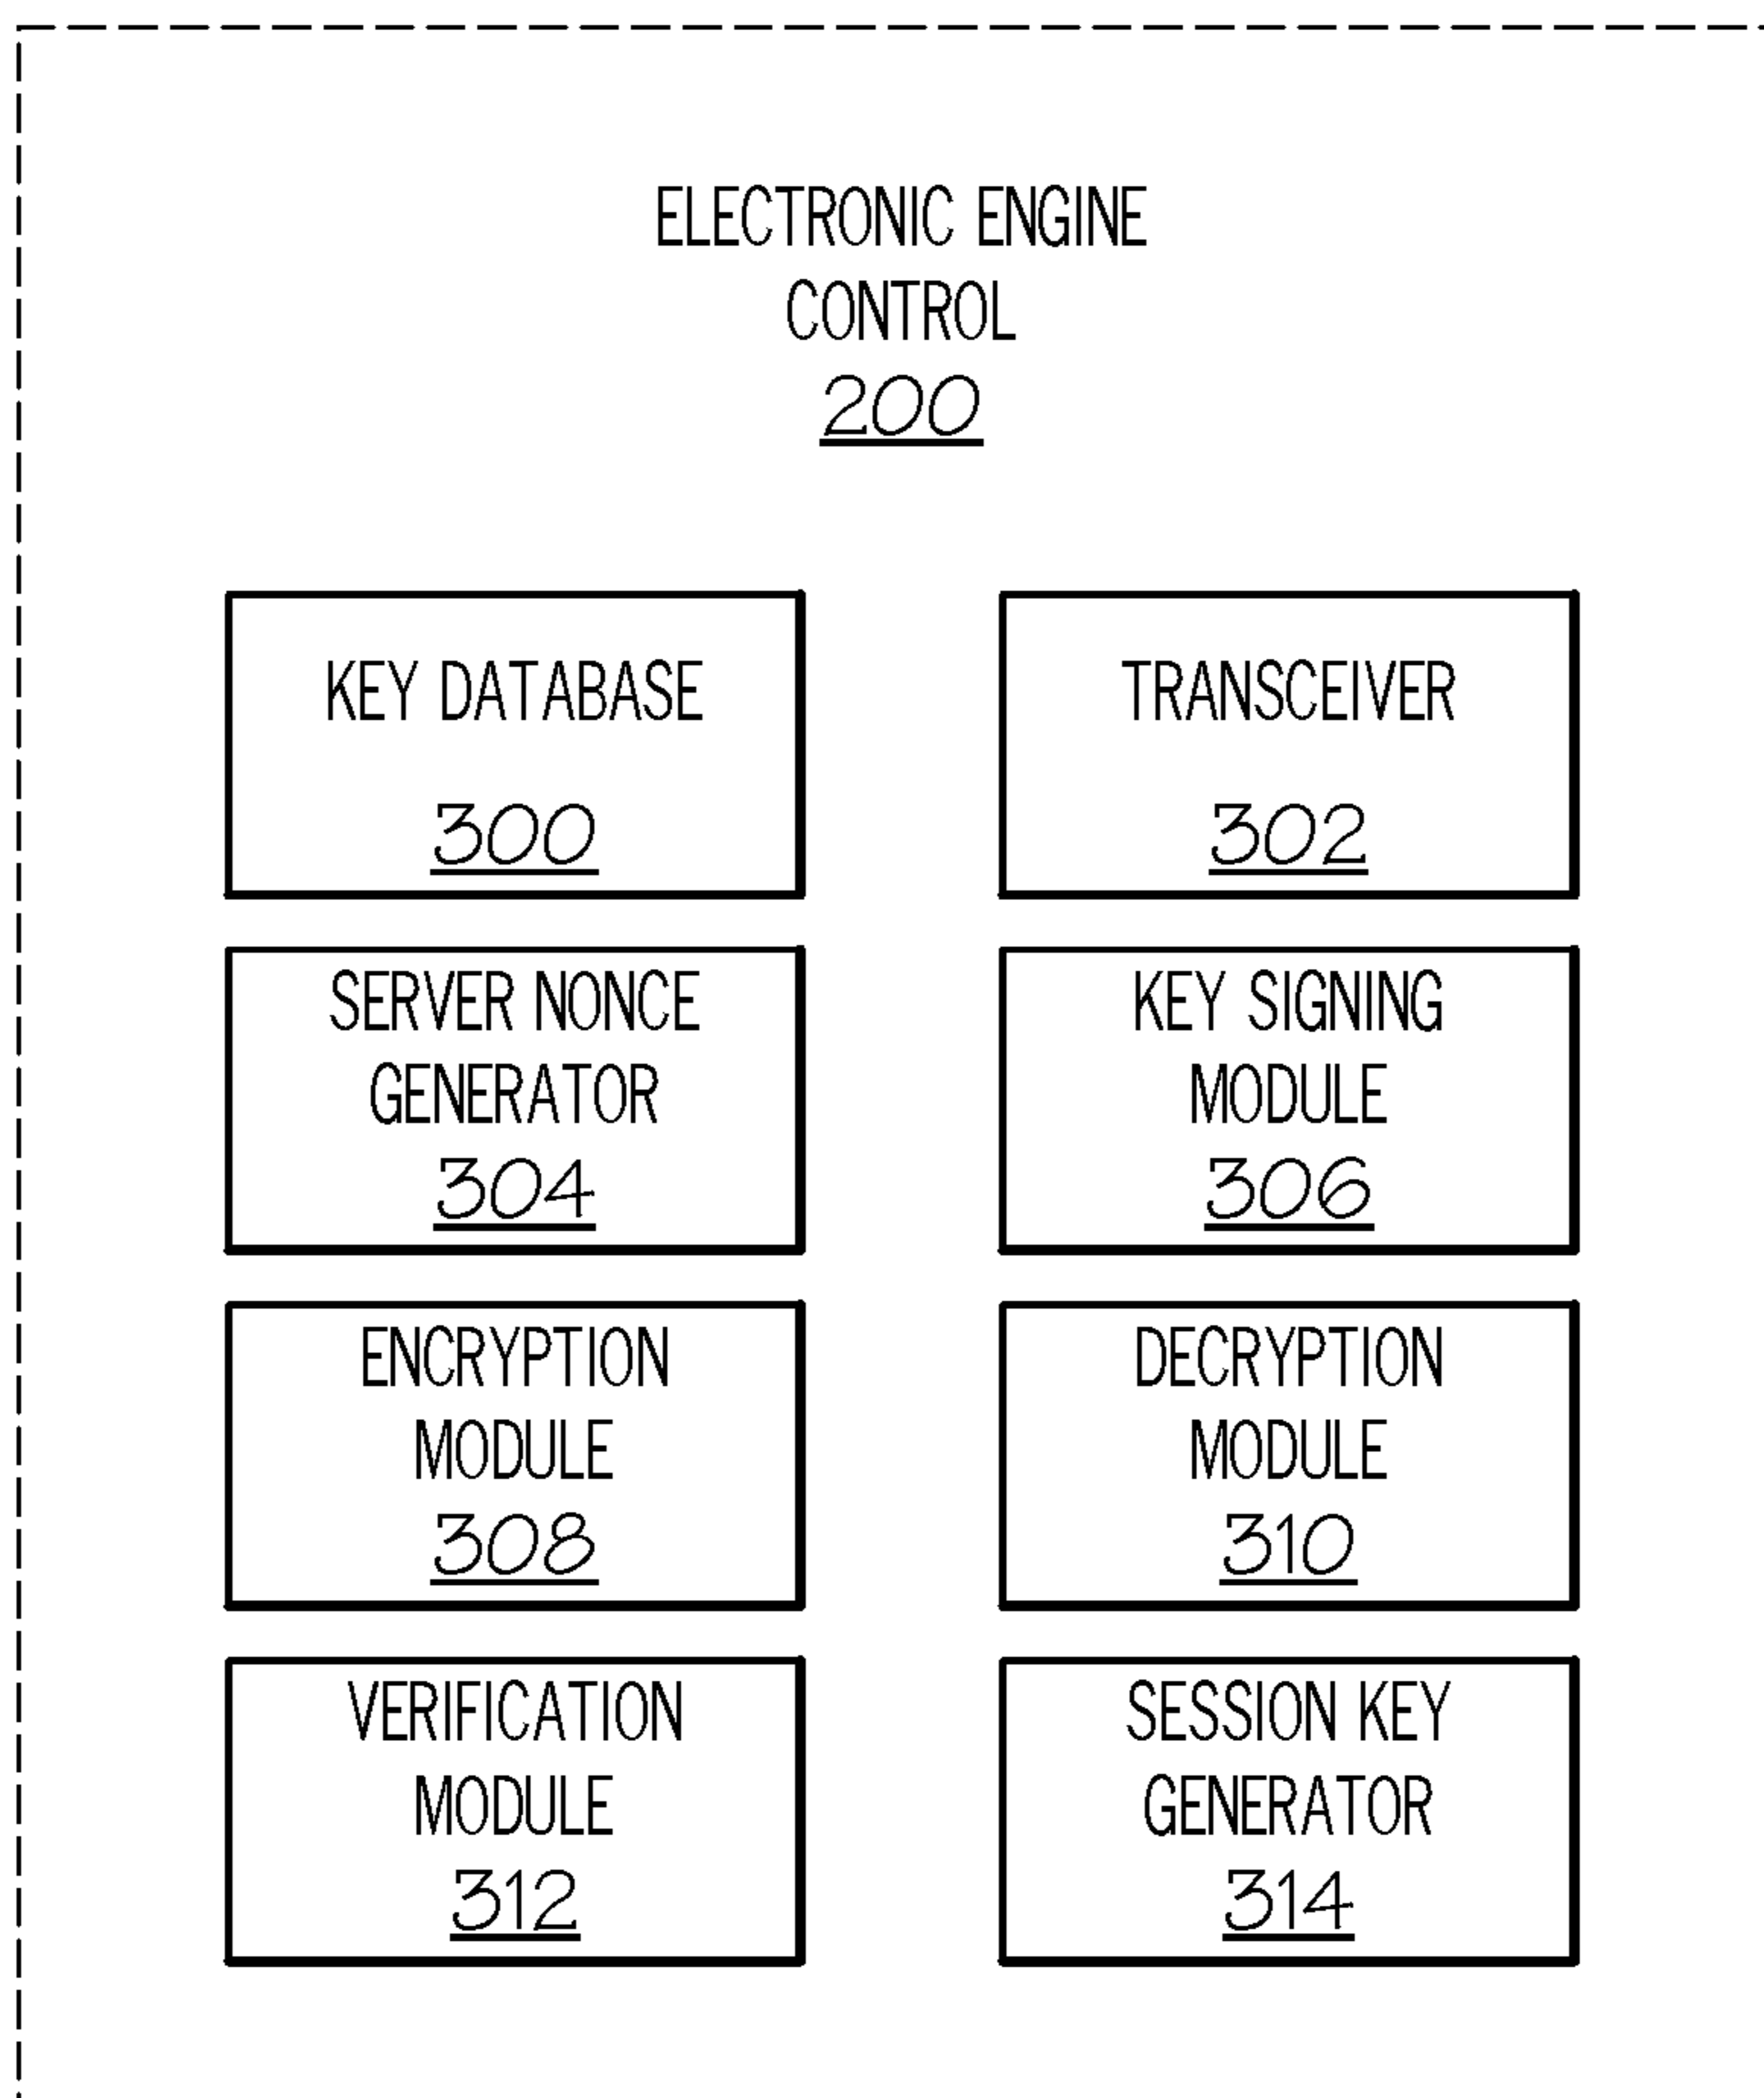 ELECTRONIC ENGINE
CONTROL
200
KEY DATABASE
300
TRANSCEIVER
302
SERVER NONCE
GENERATOR
304
KEY SIGNING
MODULE
306
ENCRYPTION
MODULE
308
DECRYPTION
MODULE
310
VERIFICATION
MODULE
312
SESSION KEY
GENERATOR
314